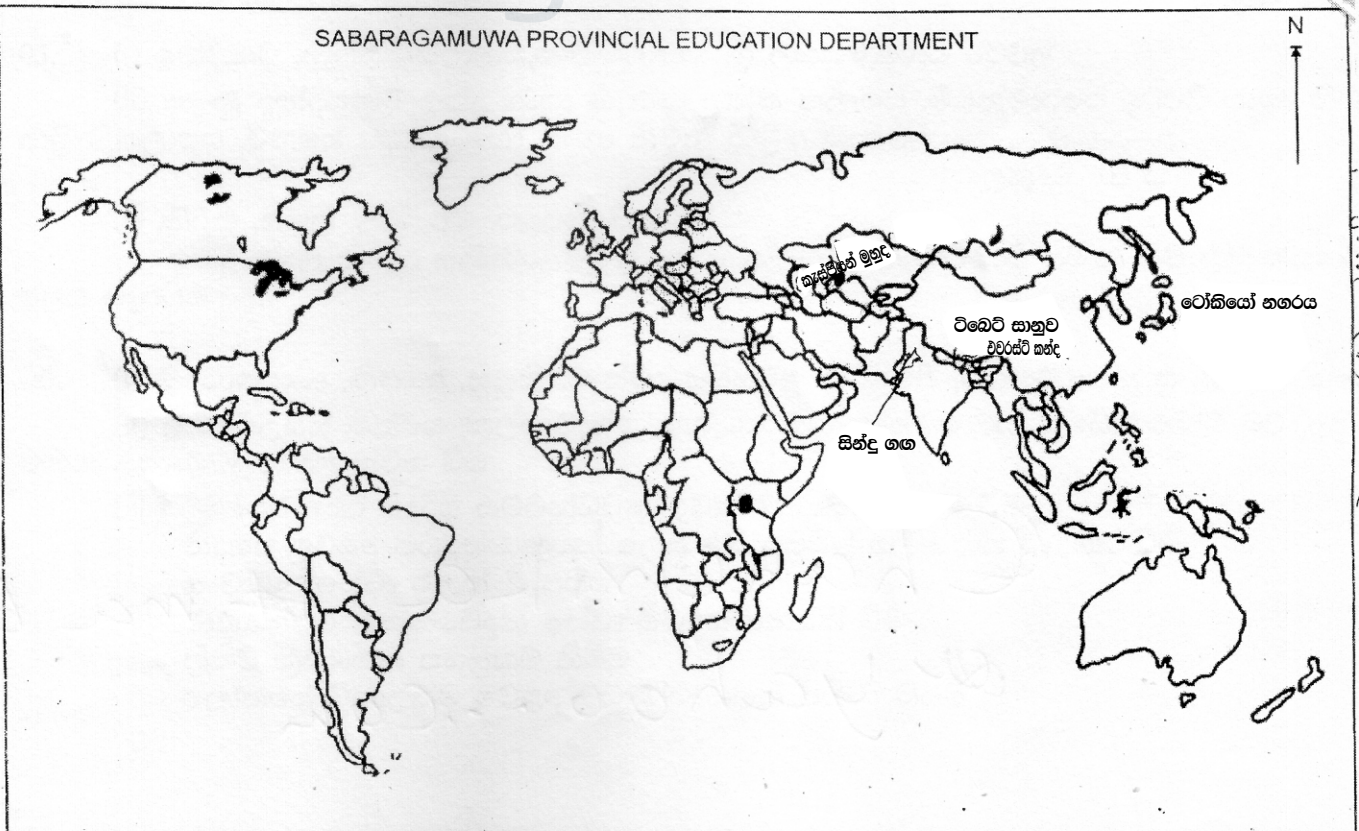 SABARAGAMUWA PROVINCIAL EDUCATION DEPARTMENT
N
කැස්පියන් මුහුද
ටෝකියෝ නගරය
ටිබෙට් සානුව
එවරස්ට් කන්ද
සින්දු ගඟ